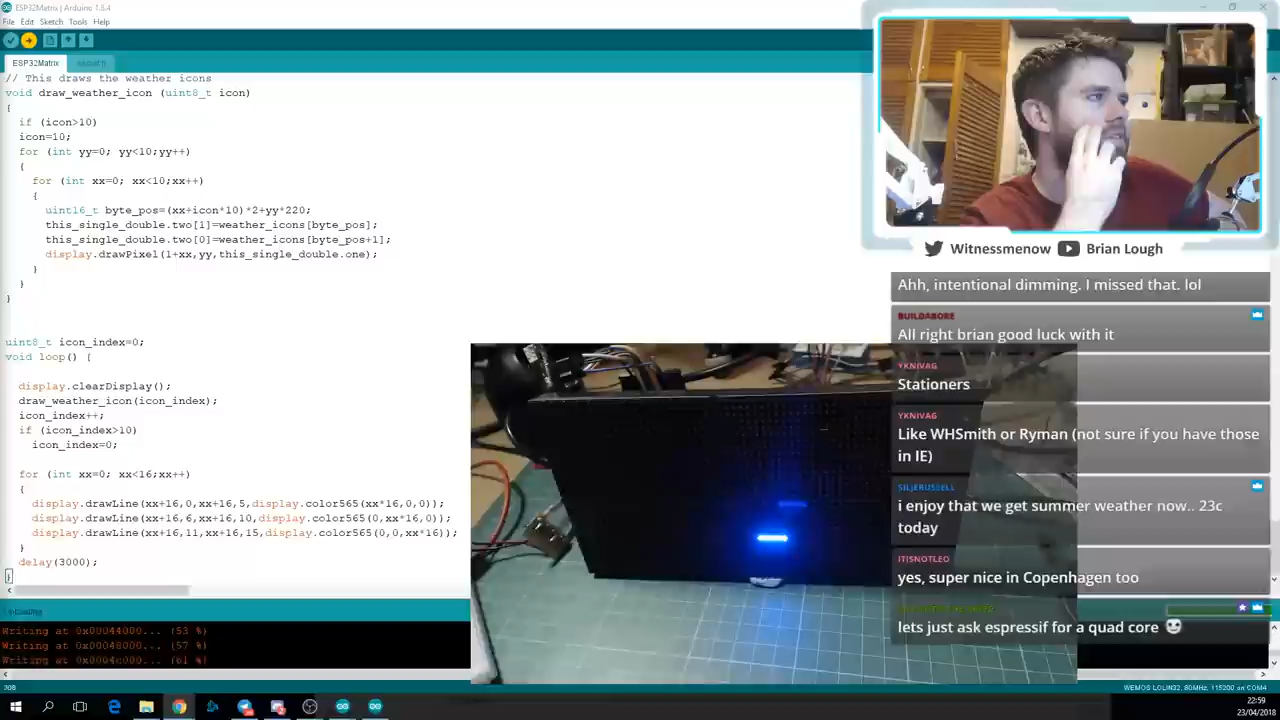 ESP32Matrix | Arduino 1.8.4
File Edit Sketch Tools Help
ESP32Matrix
// This draws the weather icons
void draw_weather_icon (uint8_t icon)
{
if (icon>10)
icon=10;
for (int yy=0; yy<10;yy++)
{
for (int xx=0; xx<10;xx++)
{
uint16_t byte_pos=(xx+icon*10)*2+yy*220;
this_single_double.two[1]=weather_icons[byte_pos];
this_single_double.two[0]=weather_icons[byte_pos+1];
display.drawPixel(1+xx,yy,this_single_double.one);
}
}
}
uint8_t icon_index=0;
void loop() {
display.clearDisplay();
draw_weather_icon(icon_index);
icon_index++;
if (icon_index>10)
icon_index=0;
for (int xx=0; xx<16;xx++)
{
display.drawLine(xx+16,0,xx+16,5,display.color565(xx*16,0,0));
display.drawLine(xx+16,6,xx+16,10,display.color565(0,xx*16,0));
display.drawLine(xx+16,11,xx+16,15,display.color565(0,0,xx*16));
}
delay(3000);
}
Writing at 0x00044000... (53 %)
Writing at 0x00048000... (57 %)
Writing at 0x0004c000... (61 %)
308
WEMOS LOLIN32, 80MHz, 115200 on COM4
22:59
23/04/2018
Witnessmenow Brian Lough
Ahh, intentional dimming. I missed that. lol
BUILDABORE
All right brian good luck with it
YKNIVAG
Stationers
YKNIVAG
Like WHSmith or Ryman (not sure if you have those
in IE)
SILJERUSSELL
i enjoy that we get summer weather now.. 23c
today
ITISNOTLEO
yes, super nice in Copenhagen too
lets just ask espressif for a quad core